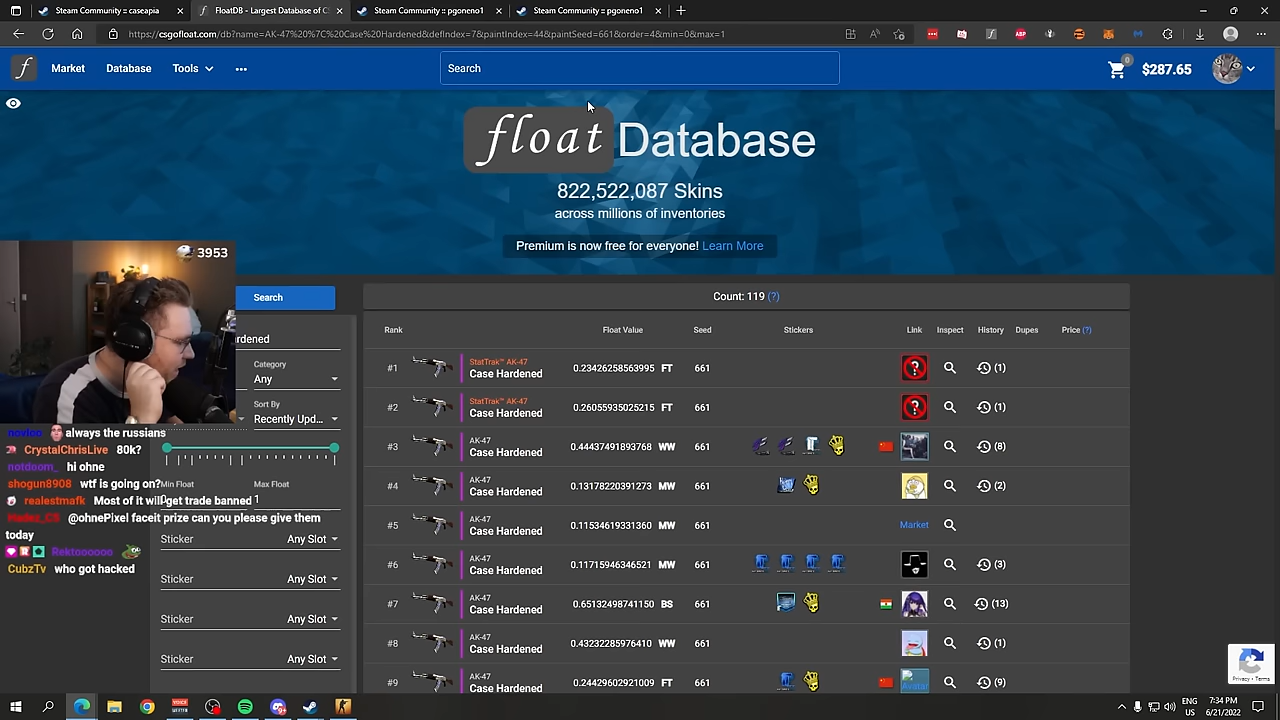 Steam Community :: caseapia
FloatDB - Largest Database of C
Steam Community :: pgoneno1
Steam Community :: pgoneno1
https://csgofloat.com/db?name=AK-47%20%7C%20Case%20Hardened&defIndex=7&paintIndex=44&paintSeed=661&order=4&min=0&max=1
f Market Database Tools ••• Search 0 $287.65
float Database
822,522,087 Skins
across millions of inventories
Premium is now free for everyone! Learn More
3953
Search
rdened
Category
Any
Sort By
Recently Upd...
Min Float Max Float
1
Sticker Any Slot
Sticker Any Slot
Sticker Any Slot
Sticker Any Slot
novloo always the russians
CrystalChrisLive 80k?
notdoom_ hi ohne
shogun8908 wtf is going on?
realestmafk Most of it will get trade banned
@ohnePixel faceit prize can you please give them
today
Rektoooooo
CubzTv who got hacked
Count: 119 (?)
Rank Float Value Seed Stickers Link Inspect History Dupes Price (?)
#1 StatTrak™ AK-47 Case Hardened 0.23426258563995 FT 661 (1)
#2 StatTrak™ AK-47 Case Hardened 0.26055935025215 FT 661 (1)
#3 AK-47 Case Hardened 0.44437491893768 WW 661 (8)
#4 AK-47 Case Hardened 0.13178220391273 MW 661 (2)
#5 AK-47 Case Hardened 0.11534619331360 MW 661 Market
#6 AK-47 Case Hardened 0.11715946346521 MW 661 (3)
#7 AK-47 Case Hardened 0.65132498741150 BS 661 (13)
#8 AK-47 Case Hardened 0.43232285976410 WW 661 (1)
#9 AK-47 Case Hardened 0.24429602921009 FT 661 Avatar (9)
Privacy - Terms
ENG
US
7:34 PM
6/21/2022